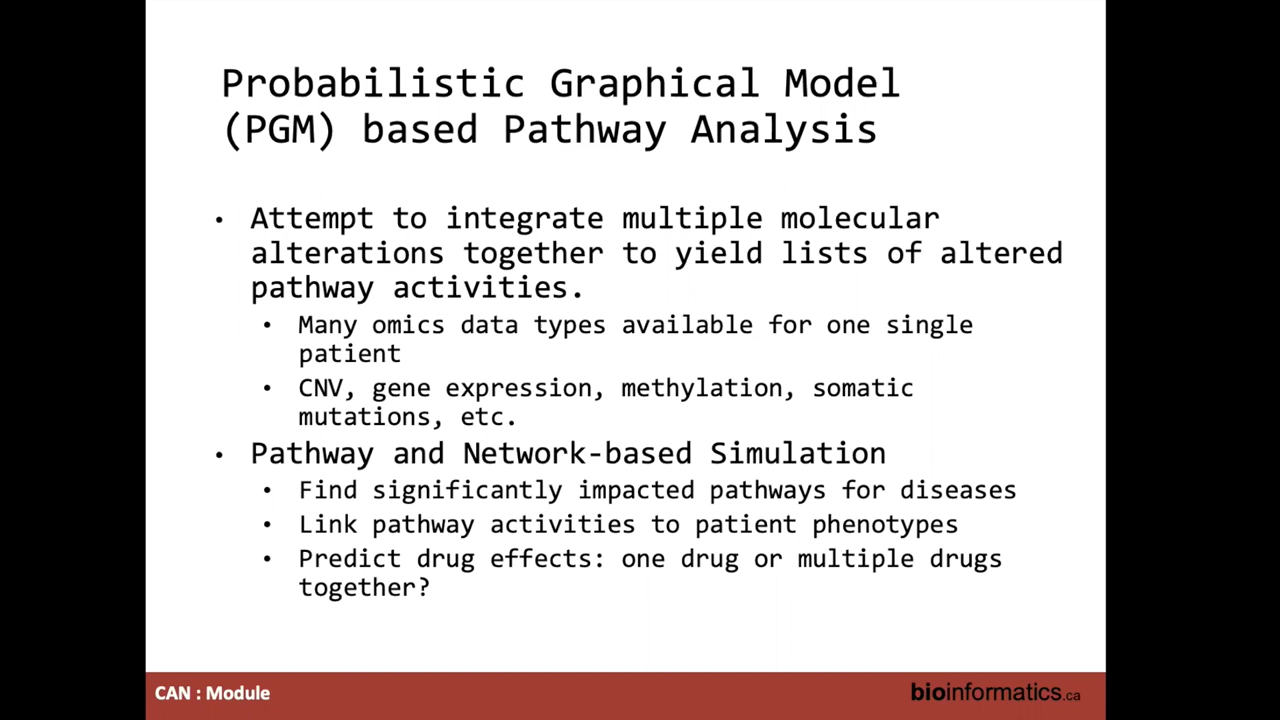 Probabilistic Graphical Model
(PGM) based Pathway Analysis
• Attempt to integrate multiple molecular
alterations together to yield lists of altered
pathway activities.
• Many omics data types available for one single
patient
• CNV, gene expression, methylation, somatic
mutations, etc.
• Pathway and Network-based Simulation
• Find significantly impacted pathways for diseases
• Link pathway activities to patient phenotypes
• Predict drug effects: one drug or multiple drugs
together?
CAN : Module
bioinformatics.ca